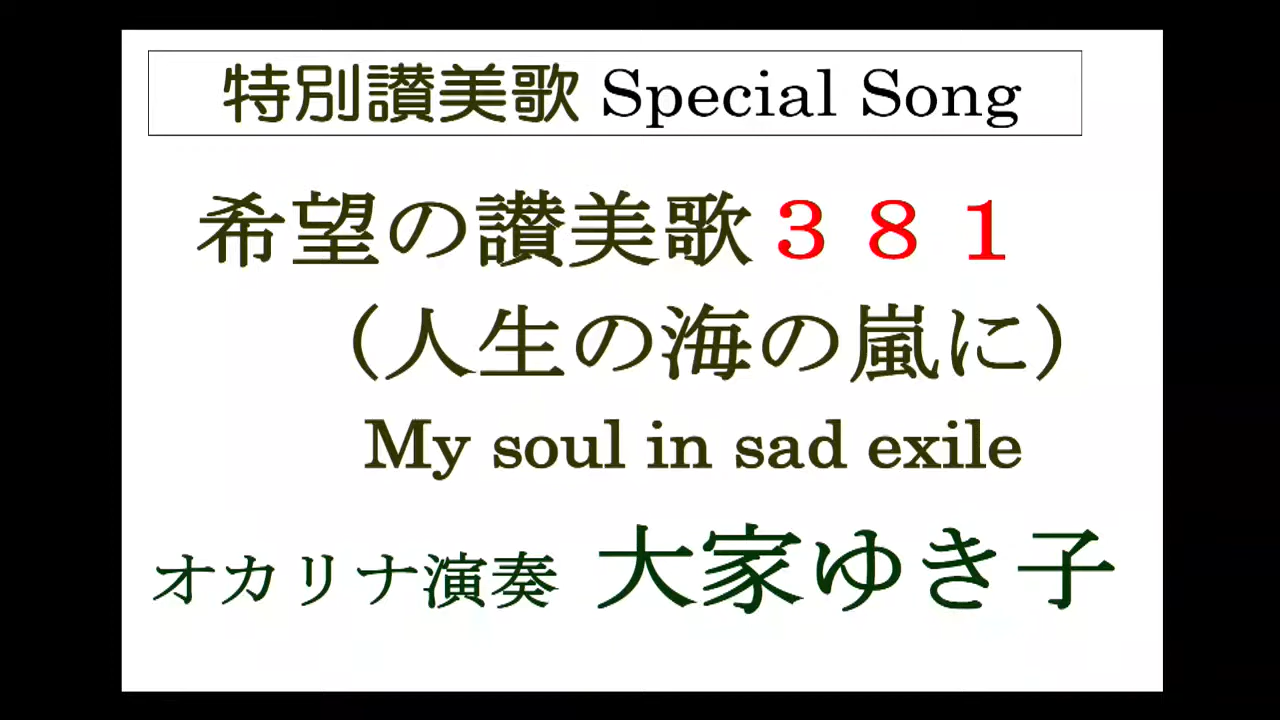 特別讃美歌 Special Song
希望の讃美歌３８１
（人生の海の嵐に）
My soul in sad exile
オカリナ演奏 大家ゆき子